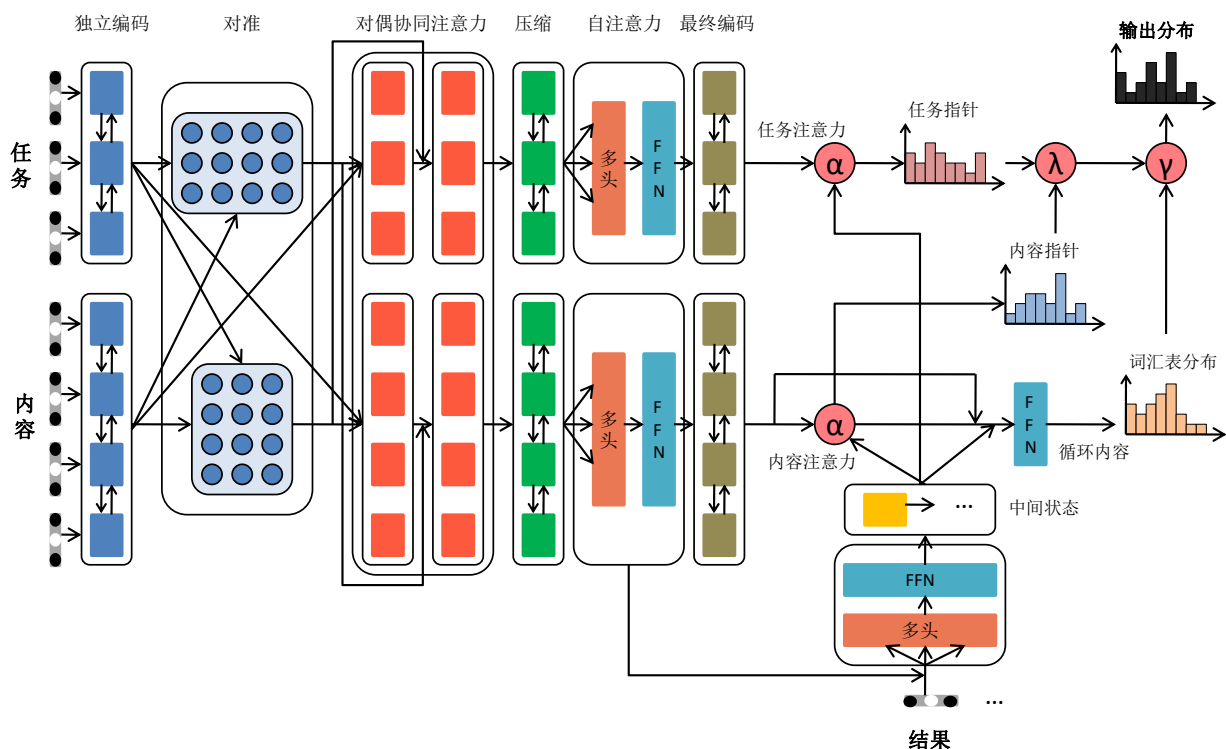 独立编码
对准
对偶协同注意力
压缩
自注意力
最终编码
输出分布
任务
多头
FFN
任务注意力
α
任务指针
λ
γ
内容指针
内容
多头
FFN
α
内容注意力
FFN
循环内容
词汇表分布
...
中间状态
FFN
多头
...
结果